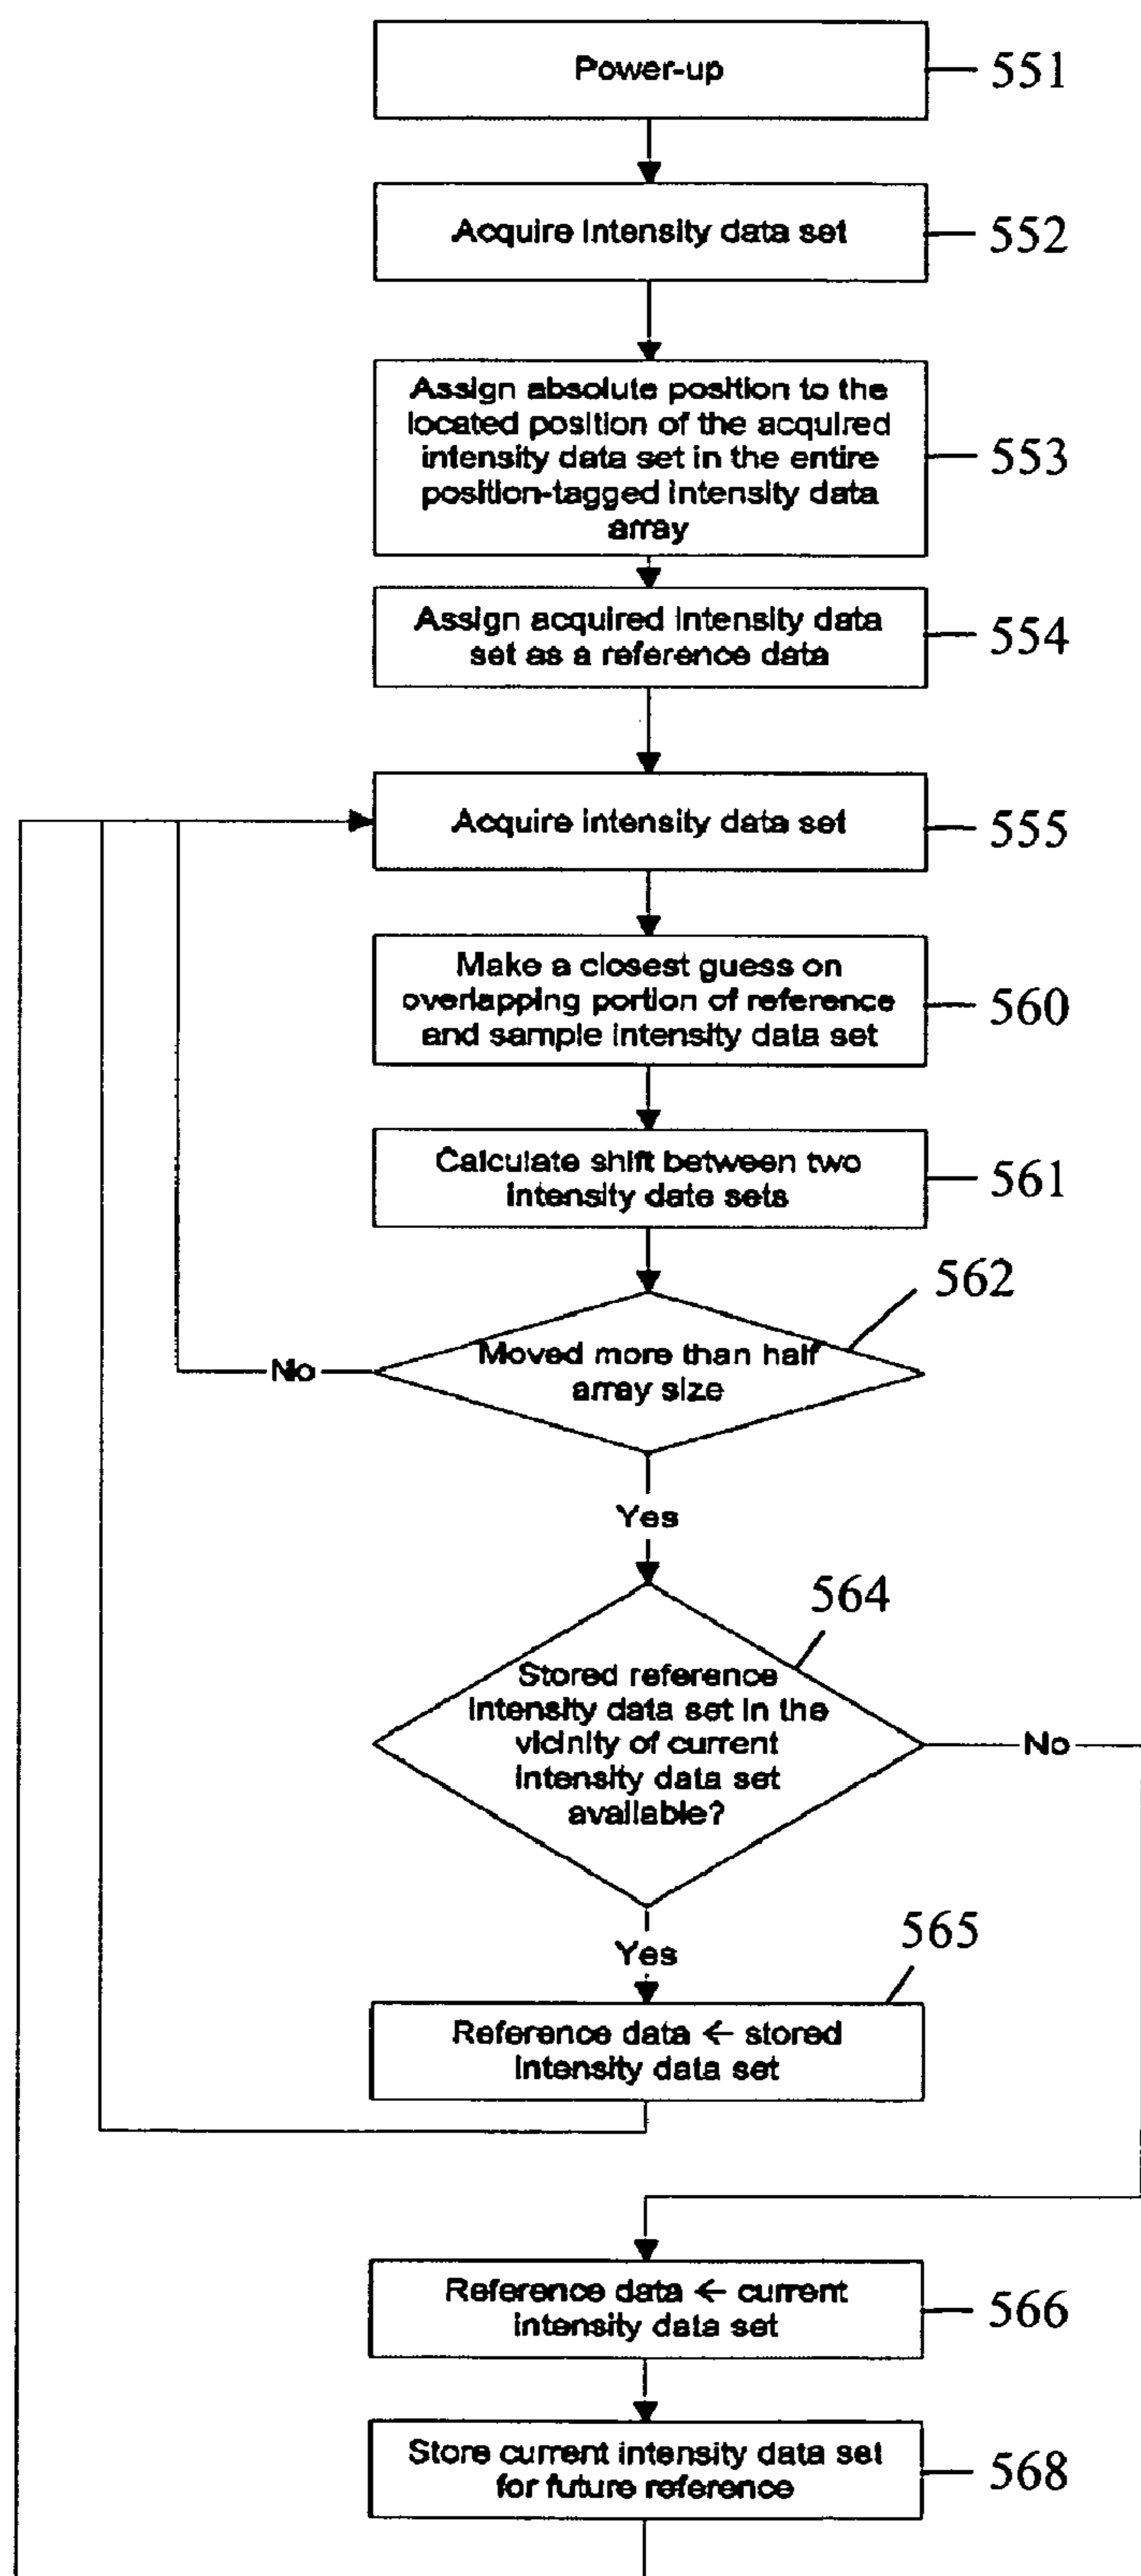 Power-up
551
Acquire intensity data set
552
Assign absolute position to the
located position of the acquired
intensity data set in the entire
position-tagged intensity data
array
553
Assign acquired intensity data
set as a reference data
554
Acquire intensity data set
555
Make a closest guess on
overlapping portion of reference
and sample intensity data set
560
Calculate shift between two
intensity date sets
561
562
Moved more than half
array size
No
Yes
564
Stored reference
intensity data set in the
vicinity of current
intensity data set
available?
No
Yes
565
Reference data ← stored
intensity data set
Reference data ← current
intensity data set
566
Store current intensity data set
for future reference
568